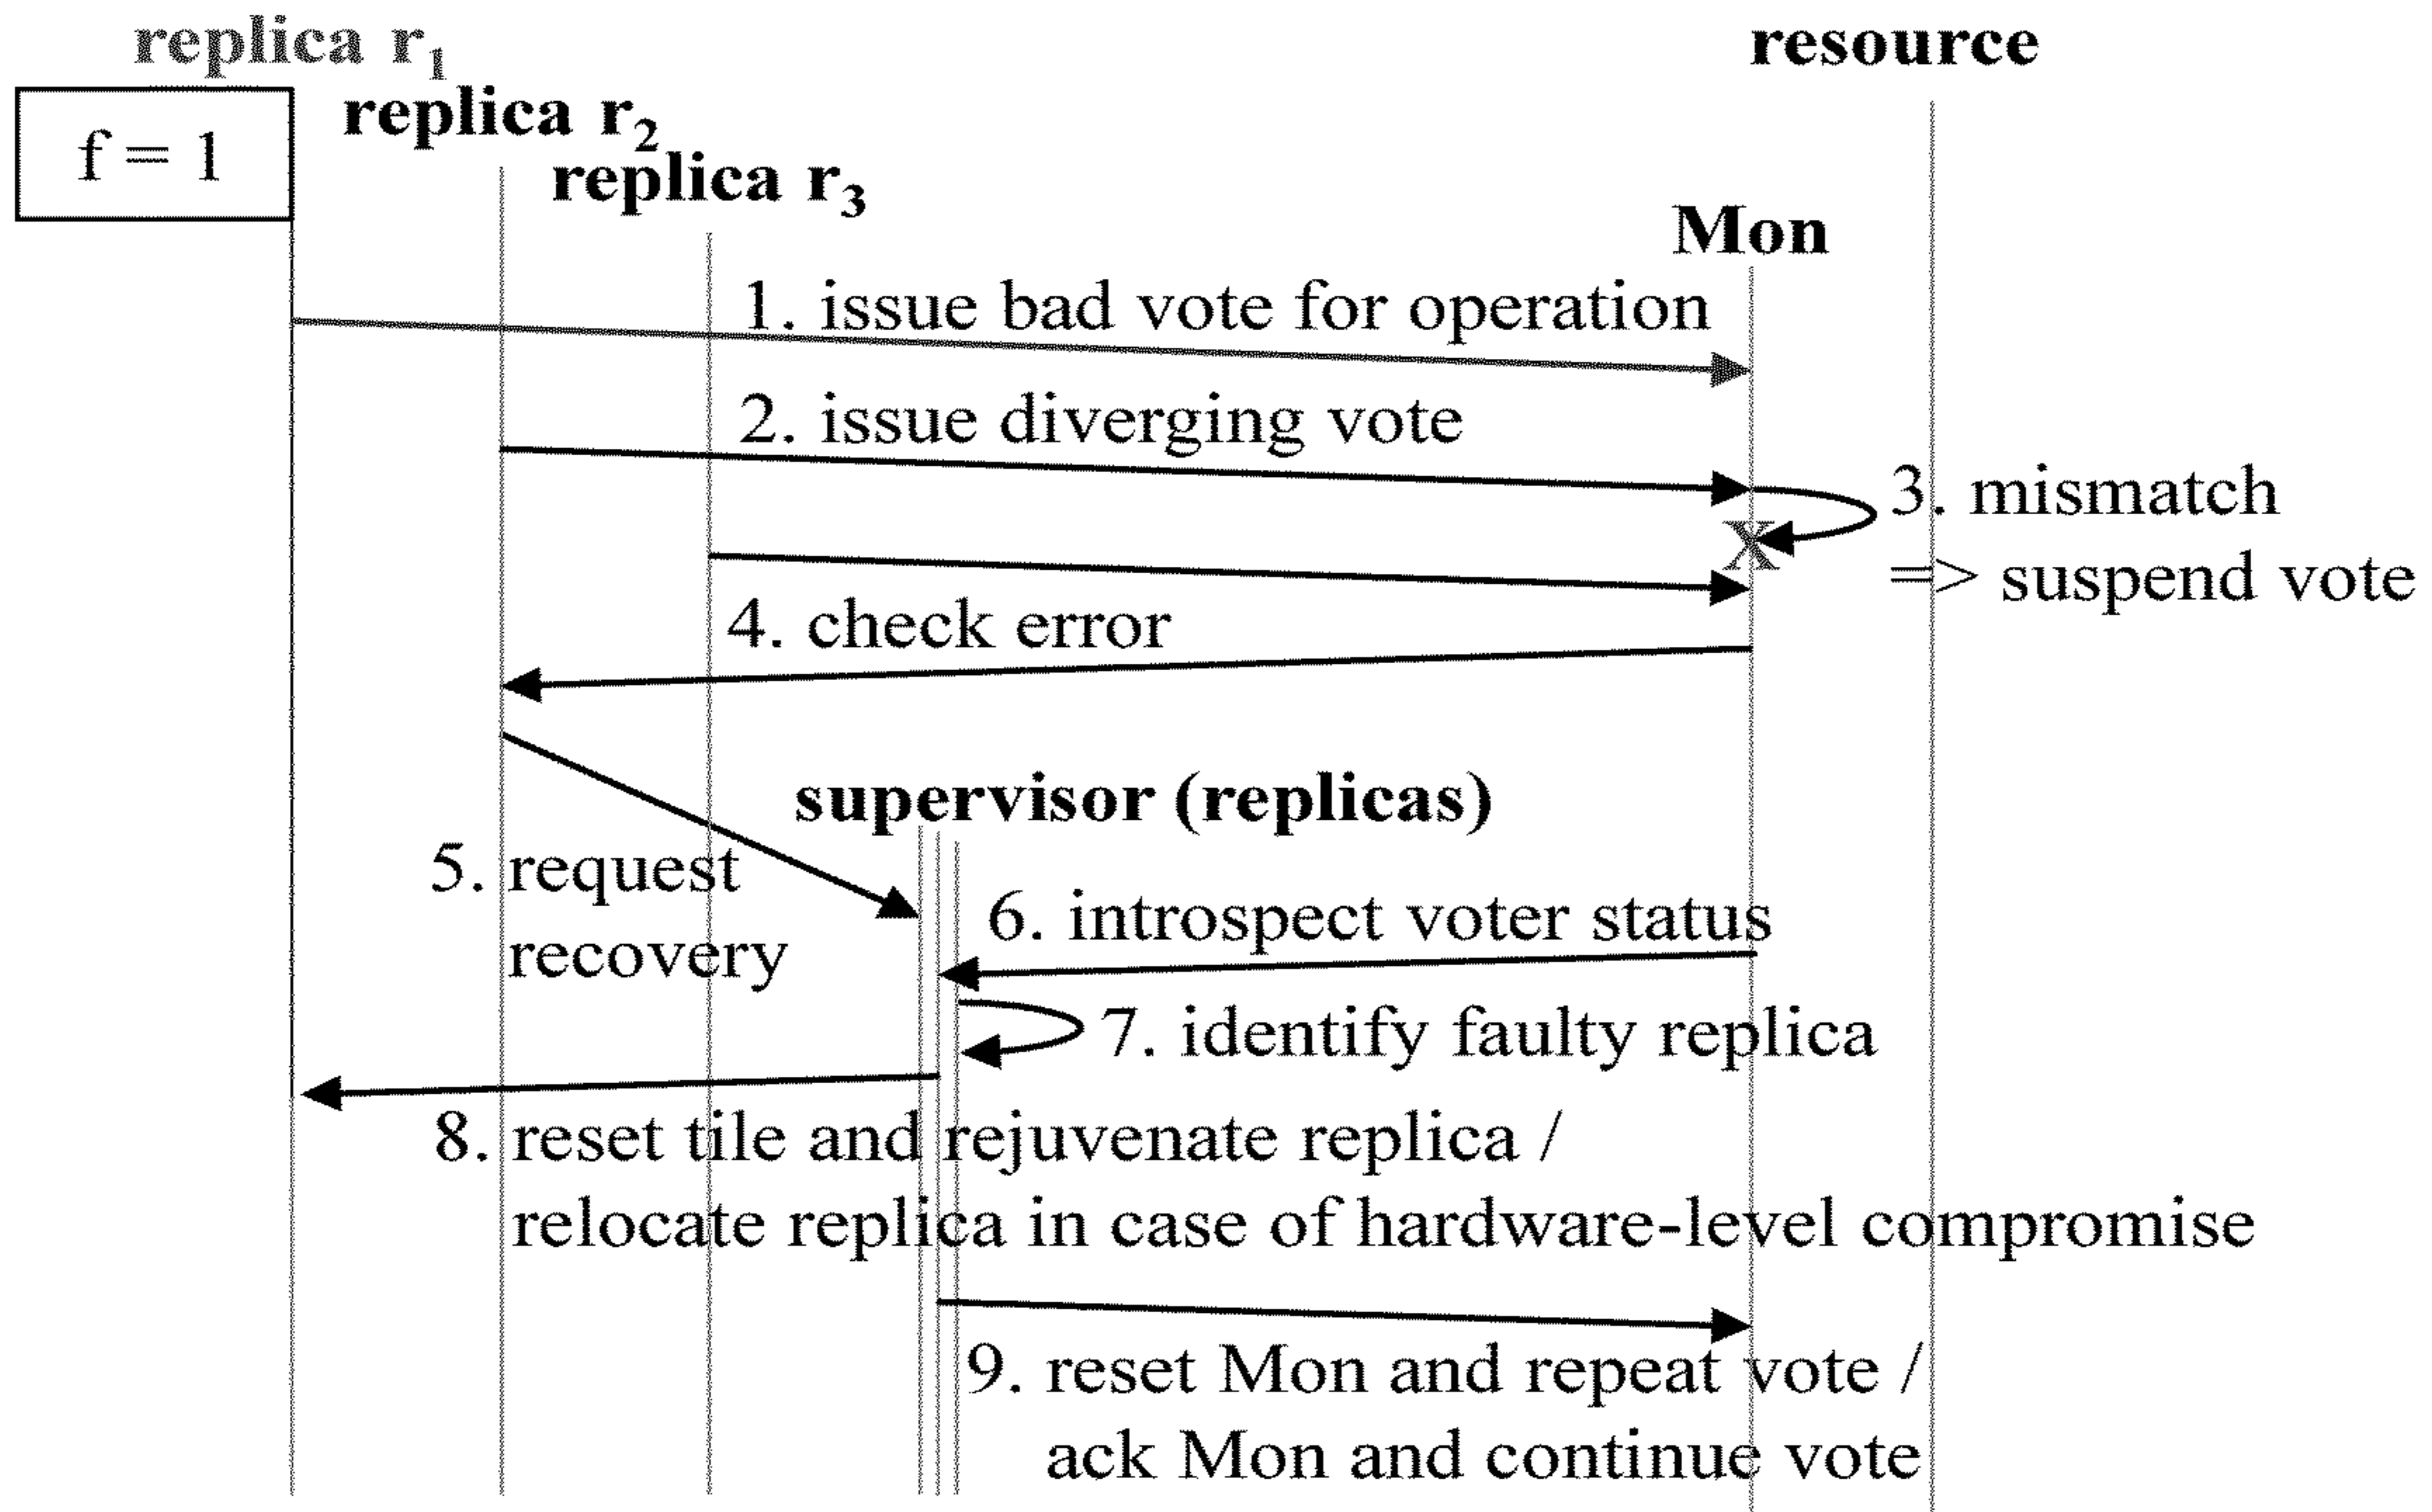 replica r₁
resource
replica r₂
f = 1
replica r₃
Mon
1. issue bad vote for operation
2. issue diverging vote
3. mismatch
=> suspend vote
X
4. check error
supervisor (replicas)
5. request
recovery
6. introspect voter status
7. identify faulty replica
8. reset tile and rejuvenate replica /
relocate replica in case of hardware-level compromise
9. reset Mon and repeat vote /
ack Mon and continue vote